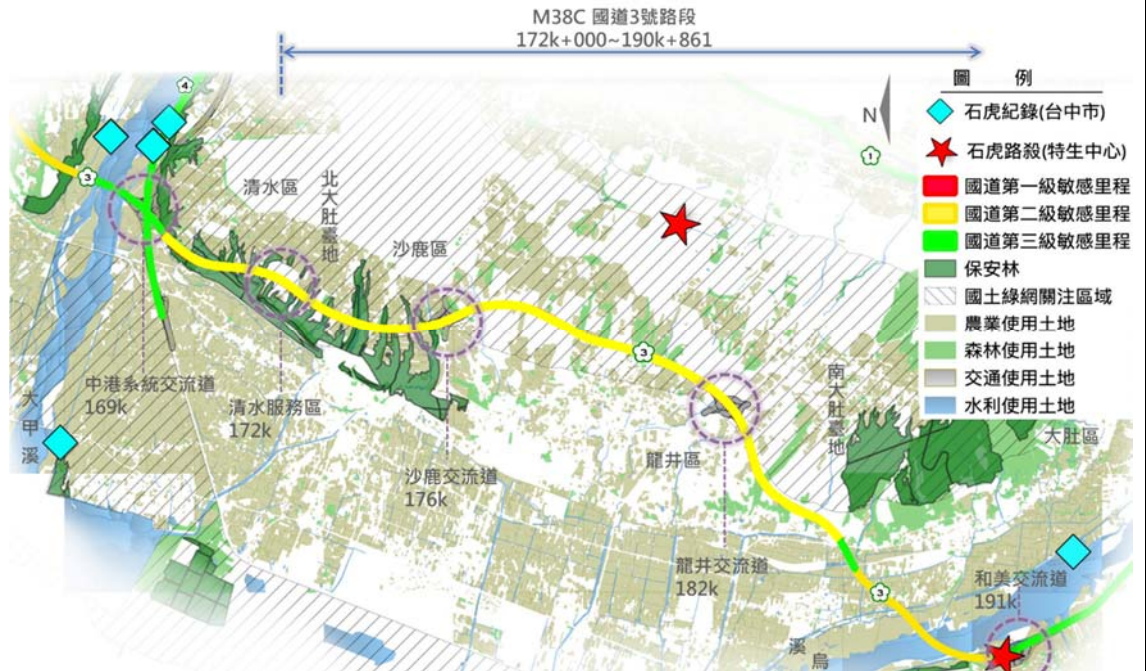 M38C 國道3號路段
172k+000~190k+861
圖 例
石虎紀錄(台中市)
石虎路殺(特生中心)
國道第一級敏感里程
國道第二級敏感里程
國道第三級敏感里程
保安林
國土綠網關注區域
農業使用土地
森林使用土地
交通使用土地
水利使用土地
N
1
4
3
清水區
北大肚臺地
沙鹿區
3
中港系統交流道
169k
清水服務區
172k
沙鹿交流道
176k
大甲溪
龍井區
南大肚臺地
大肚區
龍井交流道
182k
和美交流道
191k
3
溪
烏